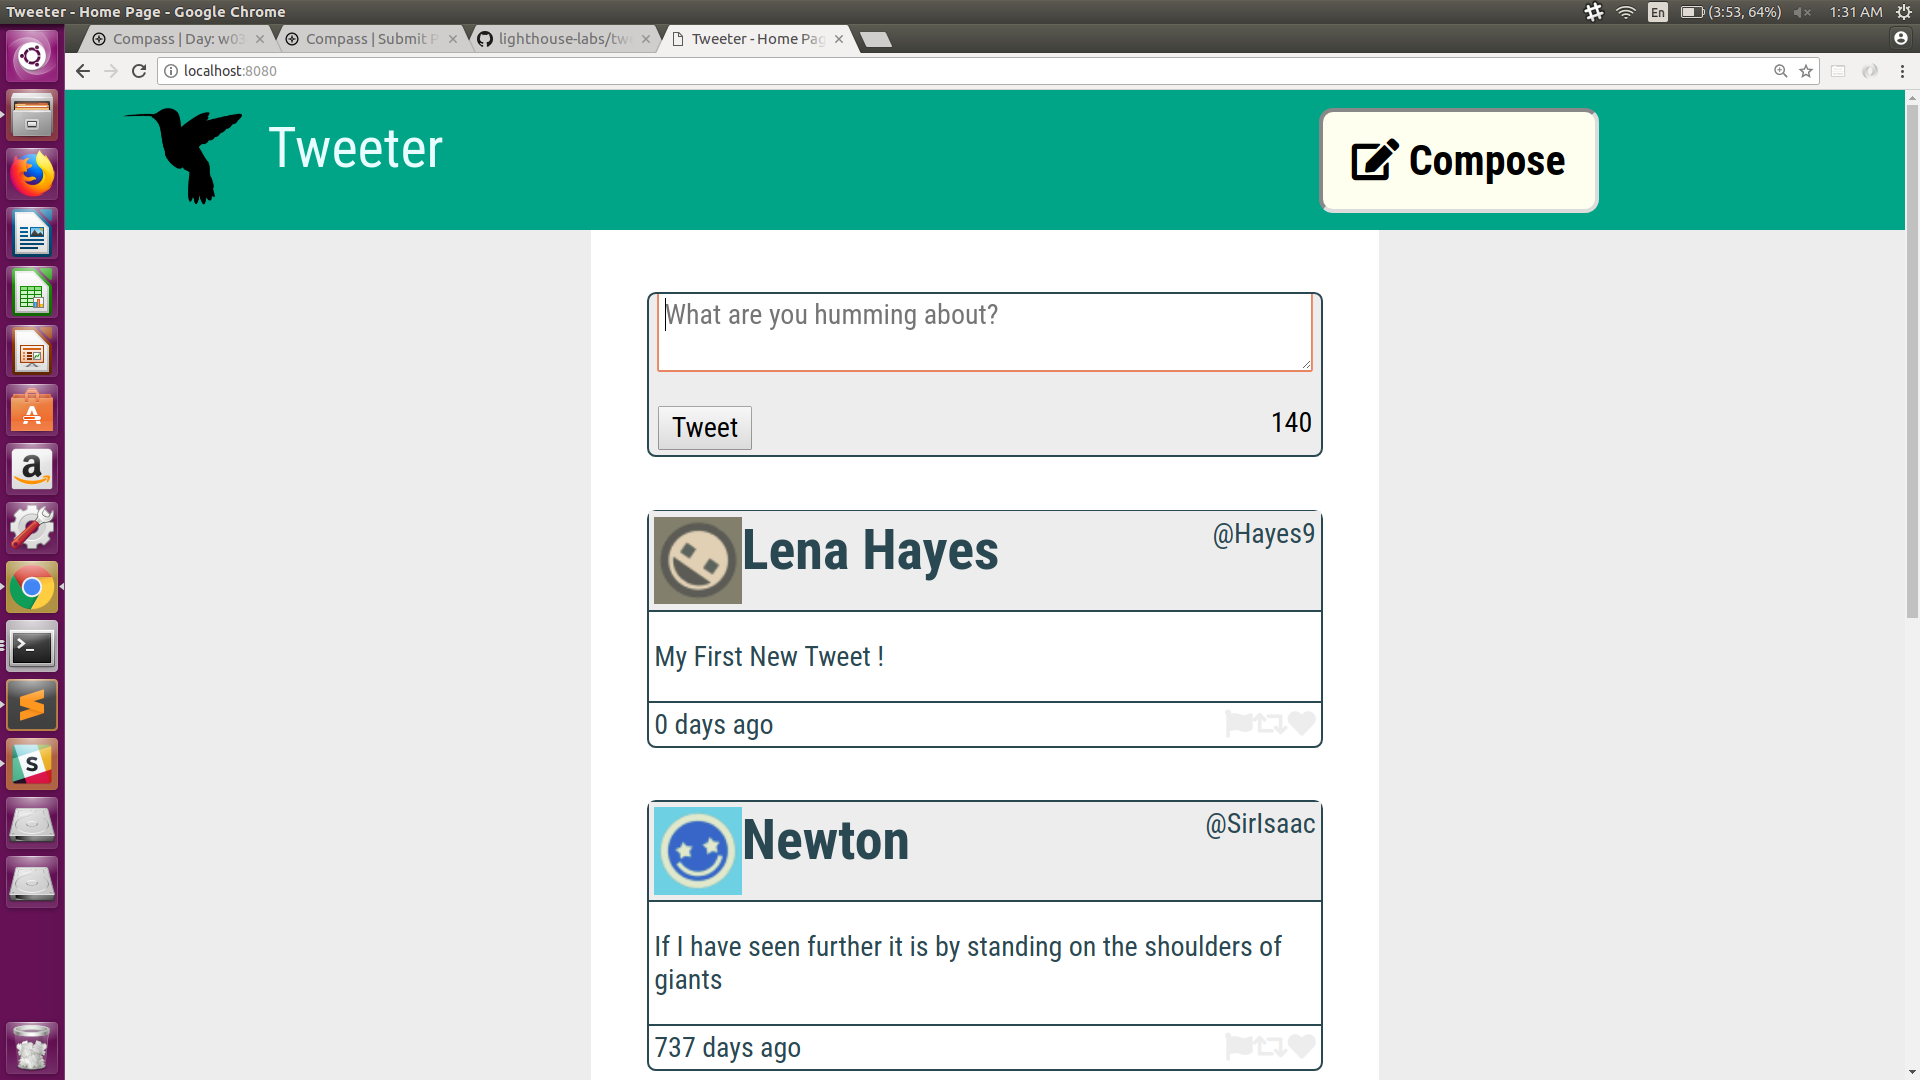 Tweeter - Home Page - Google Chrome
En
(3:53, 64%)
1:31 AM
Compass | Day: w03
Compass | Submit P
lighthouse-labs/tw
Tweeter - Home Pag
localhost:8080
Tweeter
Compose
What are you humming about?
Tweet
140
Lena Hayes
@Hayes9
My First New Tweet !
0 days ago
Newton
@SirIsaac
If I have seen further it is by standing on the shoulders of
giants
737 days ago